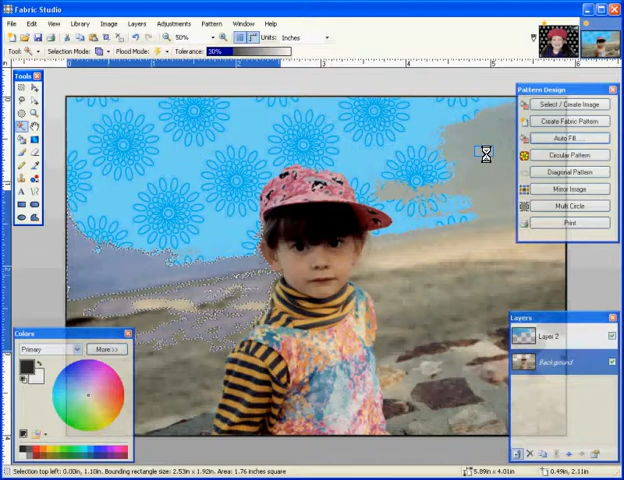 Fabric Studio
File Edit View Library Image Layers Adjustments Pattern Window Help
50% Units: Inches
Tool: Selection Mode: Flood Mode: Tolerance: 30%
Tools
Pattern Design
Select / Create Image
Create Fabric Pattern
Auto Fill ...
Circular Pattern
Diagonal Pattern
Mirror Image
Multi Circle
Print
Layers
Layer 2
Background
Colors
Primary More >>
Selection top left: 0.00in, 1.10in. Bounding rectangle size: 2.53in x 1.92in. Area: 1.76 inches square 5.89in x 4.01in 0.49in, 2.11in